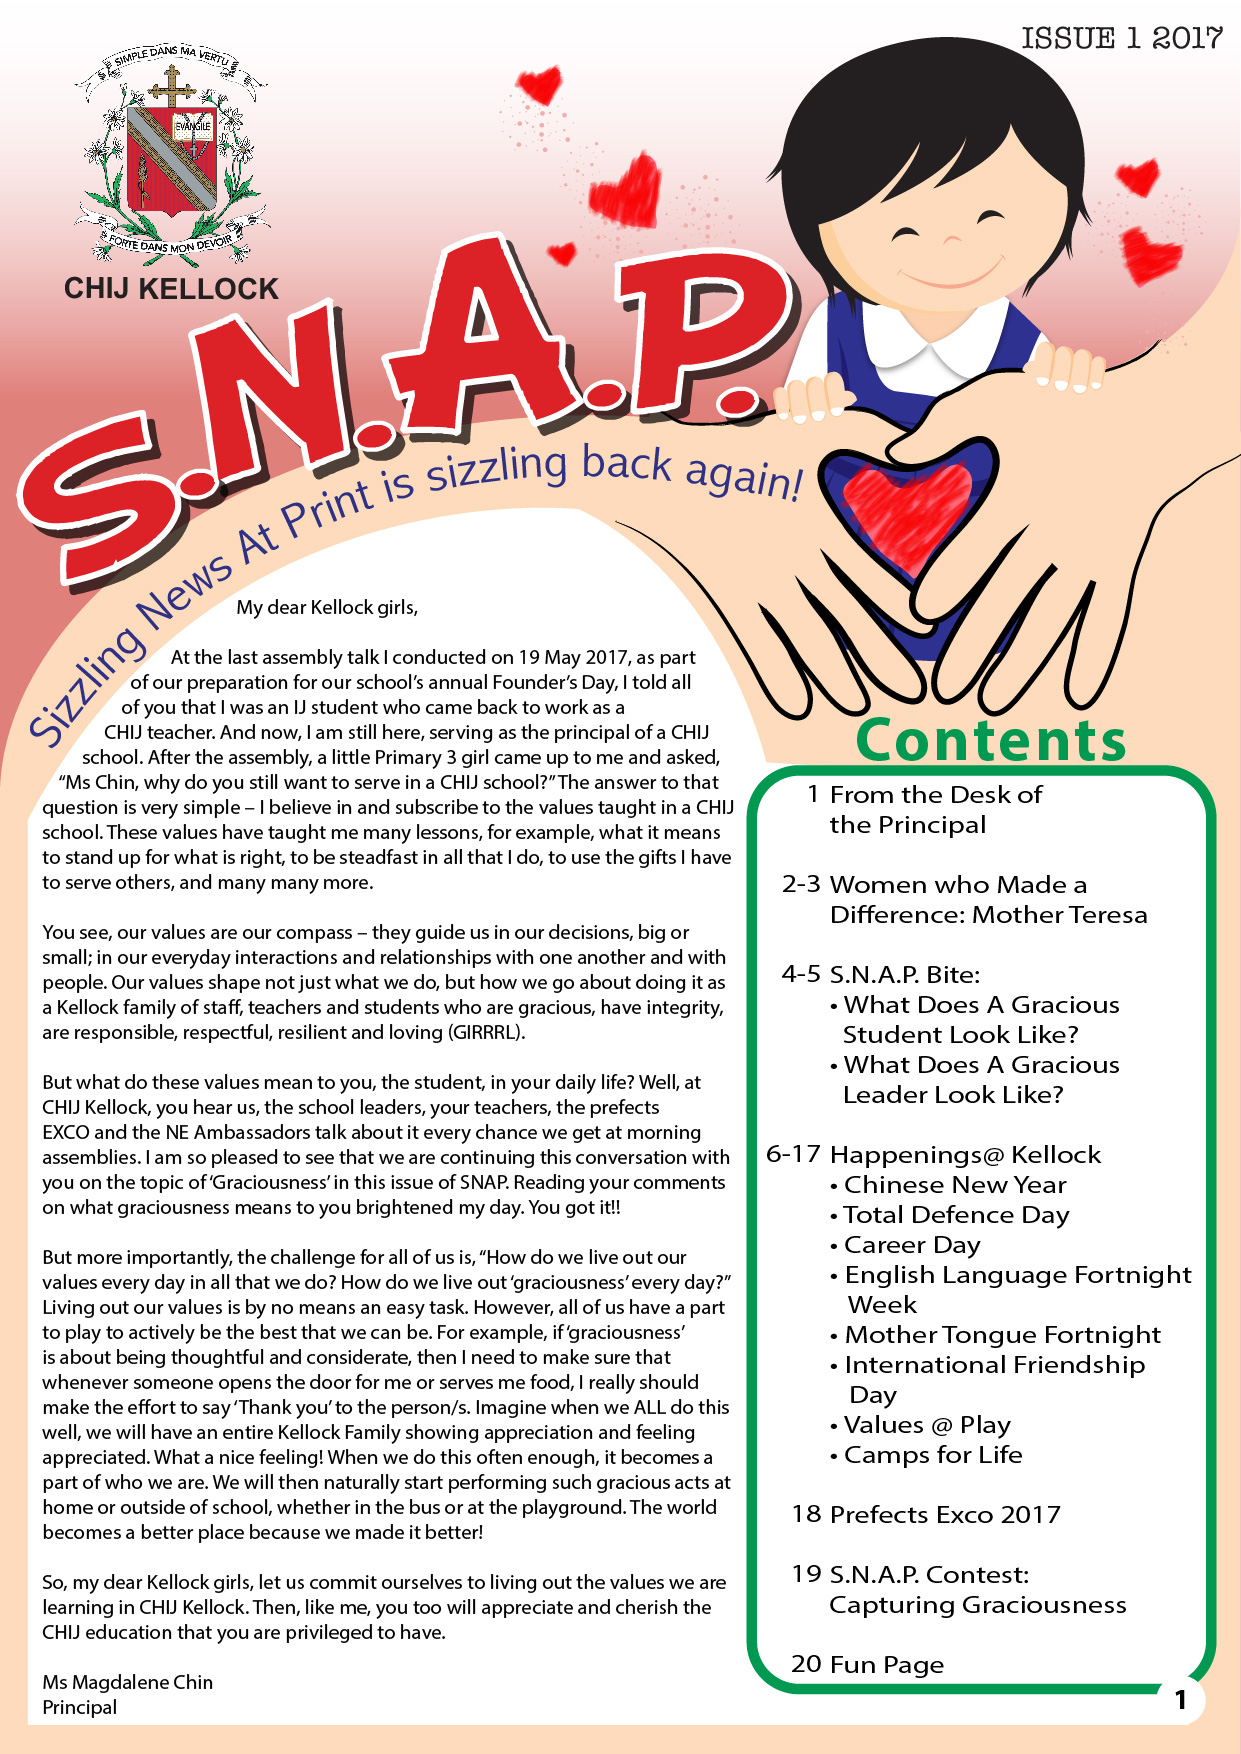 ISSUE 1 2017
SIMPLE DANS MA VERTU
EVANGILE
FORTE DANS MON DEVOIR
CHIJ KELLOCK
S.N.A.P.
Sizzling News At Print is sizzling back again!
My dear Kellock girls,
At the last assembly talk I conducted on 19 May 2017, as part
of our preparation for our school's annual Founder's Day, I told all
of you that I was an IJ student who came back to work as a
CHIJ teacher. And now, I am still here, serving as the principal of a CHIJ
school. After the assembly, a little Primary 3 girl came up to me and asked,
“Ms Chin, why do you still want to serve in a CHIJ school?” The answer to that
question is very simple – I believe in and subscribe to the values taught in a CHIJ
school. These values have taught me many lessons, for example, what it means
to stand up for what is right, to be steadfast in all that I do, to use the gifts I have
to serve others, and many many more.
You see, our values are our compass – they guide us in our decisions, big or
small; in our everyday interactions and relationships with one another and with
people. Our values shape not just what we do, but how we go about doing it as
a Kellock family of staff, teachers and students who are gracious, have integrity,
are responsible, respectful, resilient and loving (GIRRRL).
But what do these values mean to you, the student, in your daily life? Well, at
CHIJ Kellock, you hear us, the school leaders, your teachers, the prefects
EXCO and the NE Ambassadors talk about it every chance we get at morning
assemblies. I am so pleased to see that we are continuing this conversation with
you on the topic of ‘Graciousness’ in this issue of SNAP. Reading your comments
on what graciousness means to you brightened my day. You got it!!
But more importantly, the challenge for all of us is, “How do we live out our
values every day in all that we do? How do we live out ‘graciousness’ every day?”
Living out our values is by no means an easy task. However, all of us have a part
to play to actively be the best that we can be. For example, if ‘graciousness’
is about being thoughtful and considerate, then I need to make sure that
whenever someone opens the door for me or serves me food, I really should
make the effort to say ‘Thank you’ to the person/s. Imagine when we ALL do this
well, we will have an entire Kellock Family showing appreciation and feeling
appreciated. What a nice feeling! When we do this often enough, it becomes a
part of who we are. We will then naturally start performing such gracious acts at
home or outside of school, whether in the bus or at the playground. The world
becomes a better place because we made it better!
So, my dear Kellock girls, let us commit ourselves to living out the values we are
learning in CHIJ Kellock. Then, like me, you too will appreciate and cherish the
CHIJ education that you are privileged to have.
Ms Magdalene Chin
Principal
Contents
1 From the Desk of
the Principal
2-3 Women who Made a
Difference: Mother Teresa
4-5 S.N.A.P. Bite:
• What Does A Gracious
Student Look Like?
• What Does A Gracious
Leader Look Like?
6-17 Happenings@ Kellock
• Chinese New Year
• Total Defence Day
• Career Day
• English Language Fortnight
Week
• Mother Tongue Fortnight
• International Friendship
Day
• Values @ Play
• Camps for Life
18 Prefects Exco 2017
19 S.N.A.P. Contest:
Capturing Graciousness
20 Fun Page
1